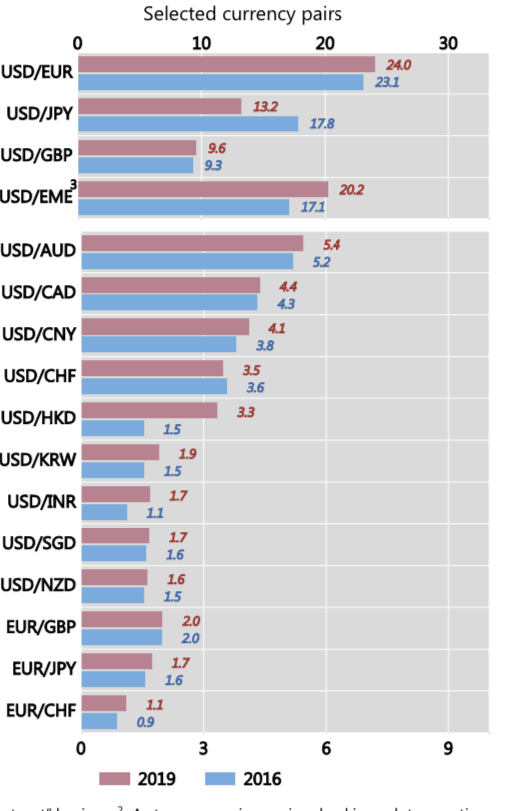 Selected currency pairs
0 10 20 30
USD/EUR 24.0
23.1
USD/JPY 13.2
17.8
USD/GBP 9.6
9.3
USD/EME3 20.2
17.1
USD/AUD 5.4
5.2
USD/CAD 4.4
4.3
USD/CNY 4.1
3.8
USD/CHF 3.5
3.6
USD/HKD 3.3
1.5
USD/KRW 1.9
1.5
USD/INR 1.7
1.1
USD/SGD 1.7
1.6
USD/NZD 1.6
1.5
EUR/GBP 2.0
2.0
EUR/JPY 1.7
1.6
EUR/CHF 1.1
0.9
0 3 6 9
2019 2016